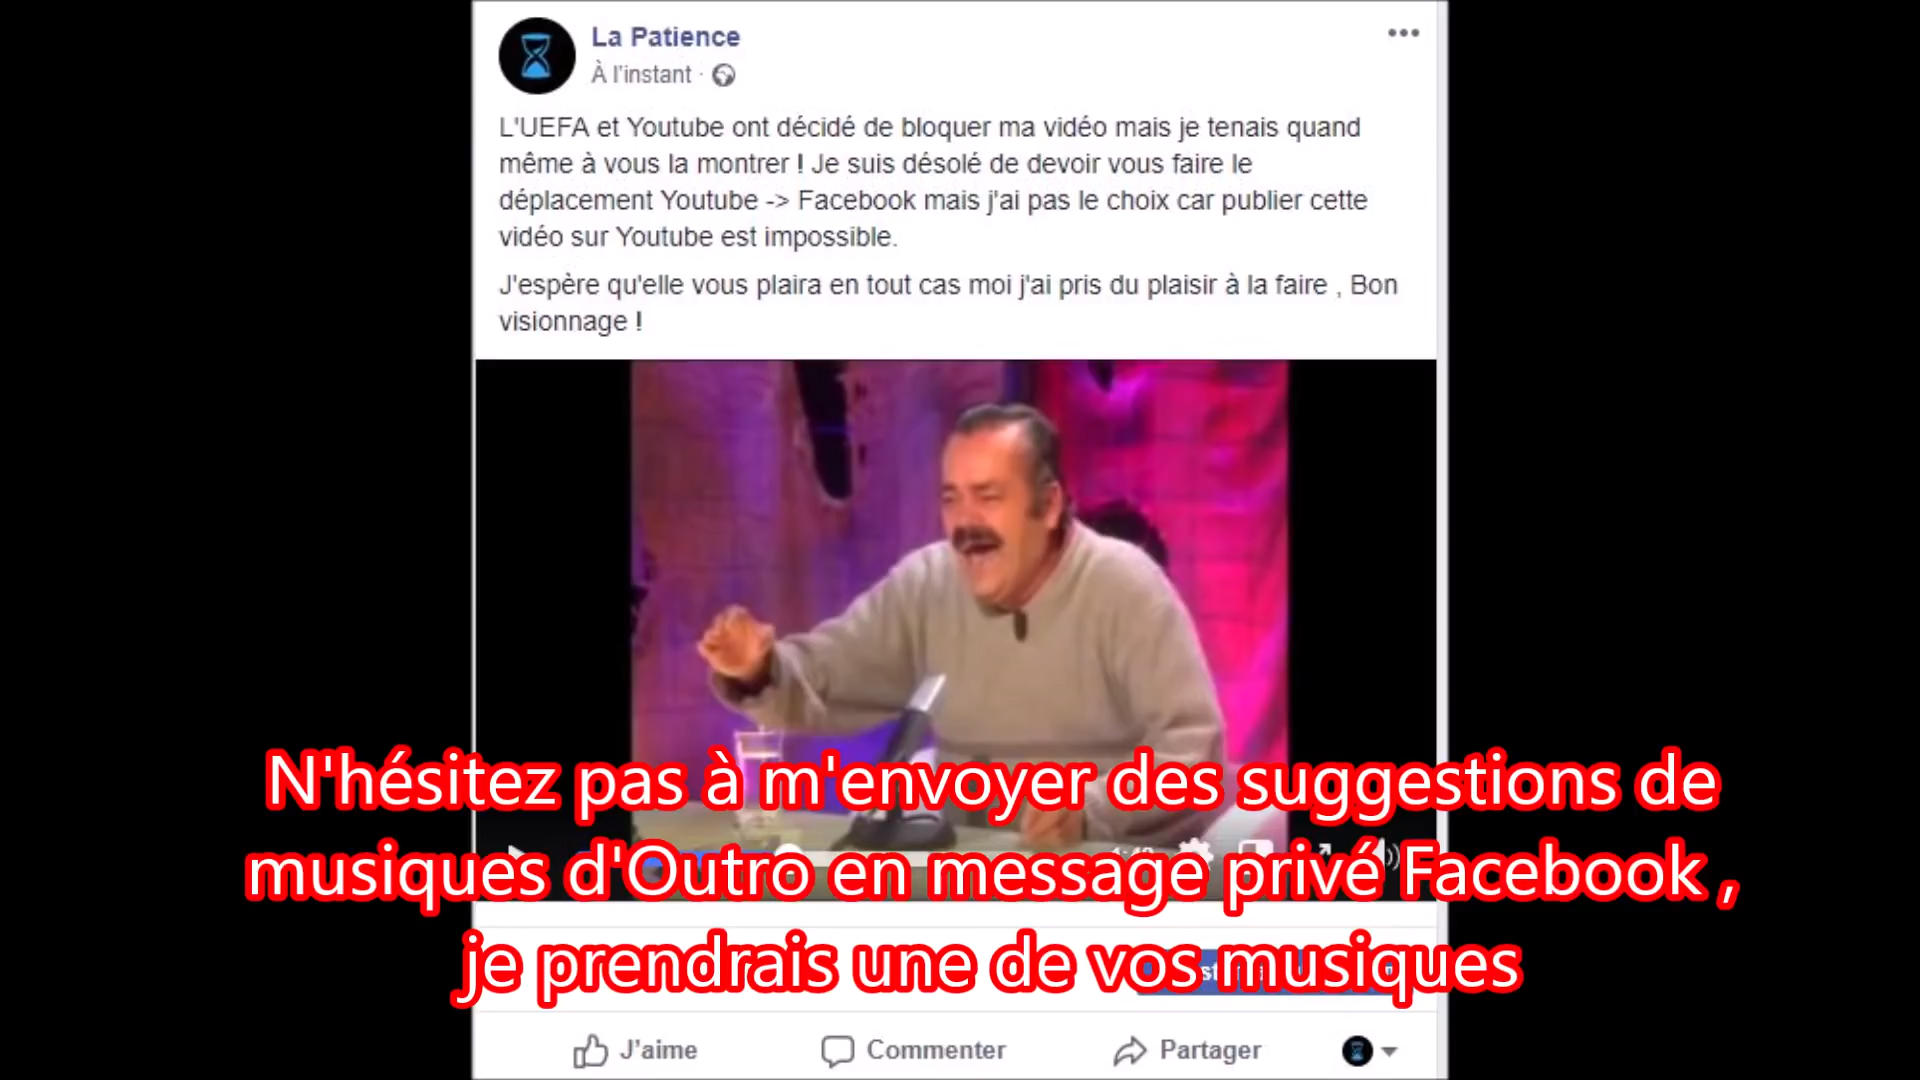 La Patience
À l'instant ·
L'UEFA et Youtube ont décidé de bloquer ma vidéo mais je tenais quand
même à vous la montrer ! Je suis désolé de devoir vous faire le
déplacement Youtube -> Facebook mais j'ai pas le choix car publier cette
vidéo sur Youtube est impossible.
J'espère qu'elle vous plaira en tout cas moi j'ai pris du plaisir à la faire , Bon
visionnage !
N'hésitez pas à m'envoyer des suggestions de
musiques d'Outro en message privé Facebook ,
je prendrais une de vos musiques
J'aime
Commenter
Partager